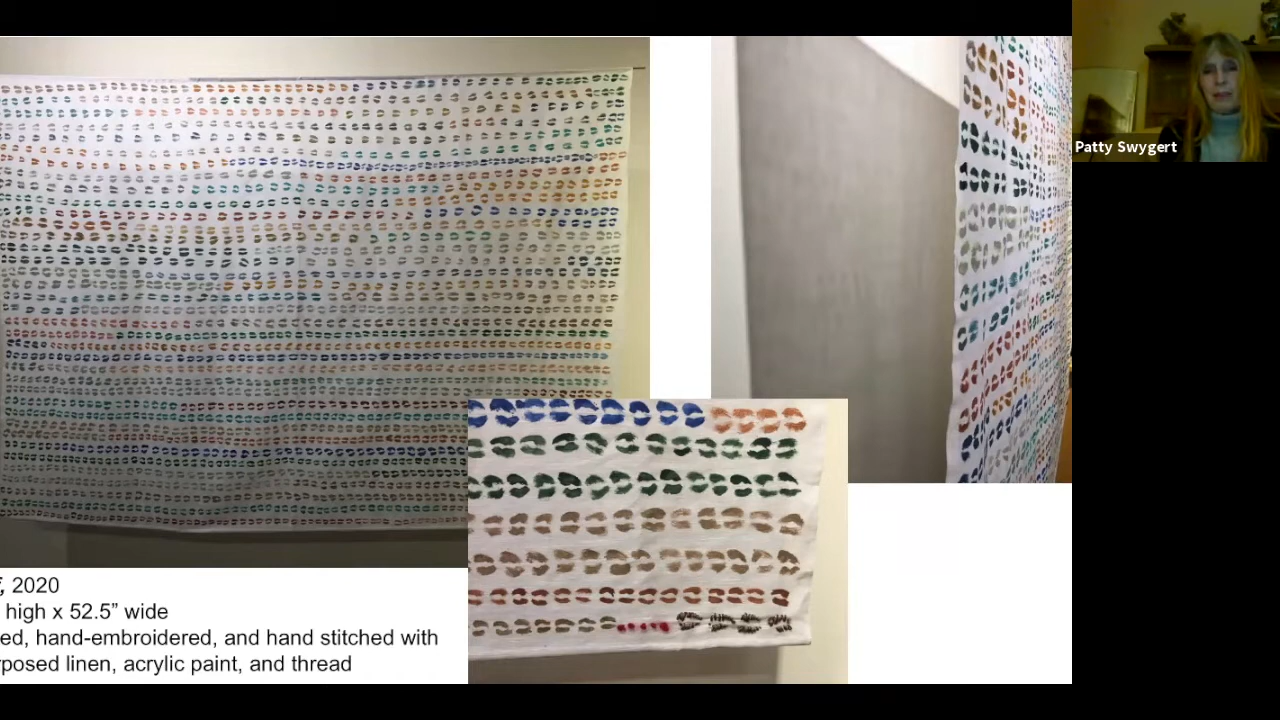 , 2020
high x 52.5” wide
ed, hand-embroidered, and hand stitched with
rposed linen, acrylic paint, and thread
Patty Swygert